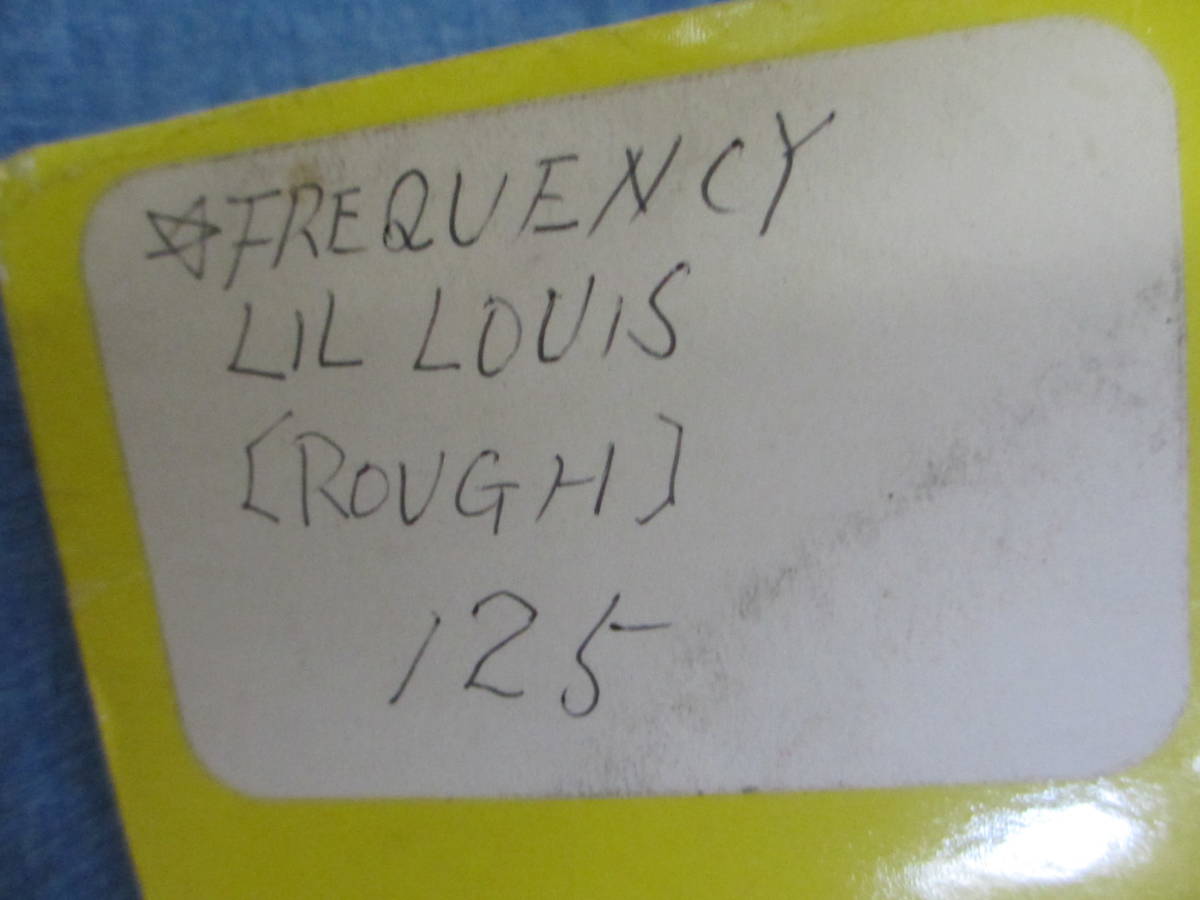 ☆FREQUENCY
LIL LOUIS
[ROUGH]
125